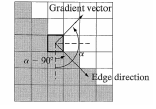 Gradient vector
α
α − 90°
Edge direction